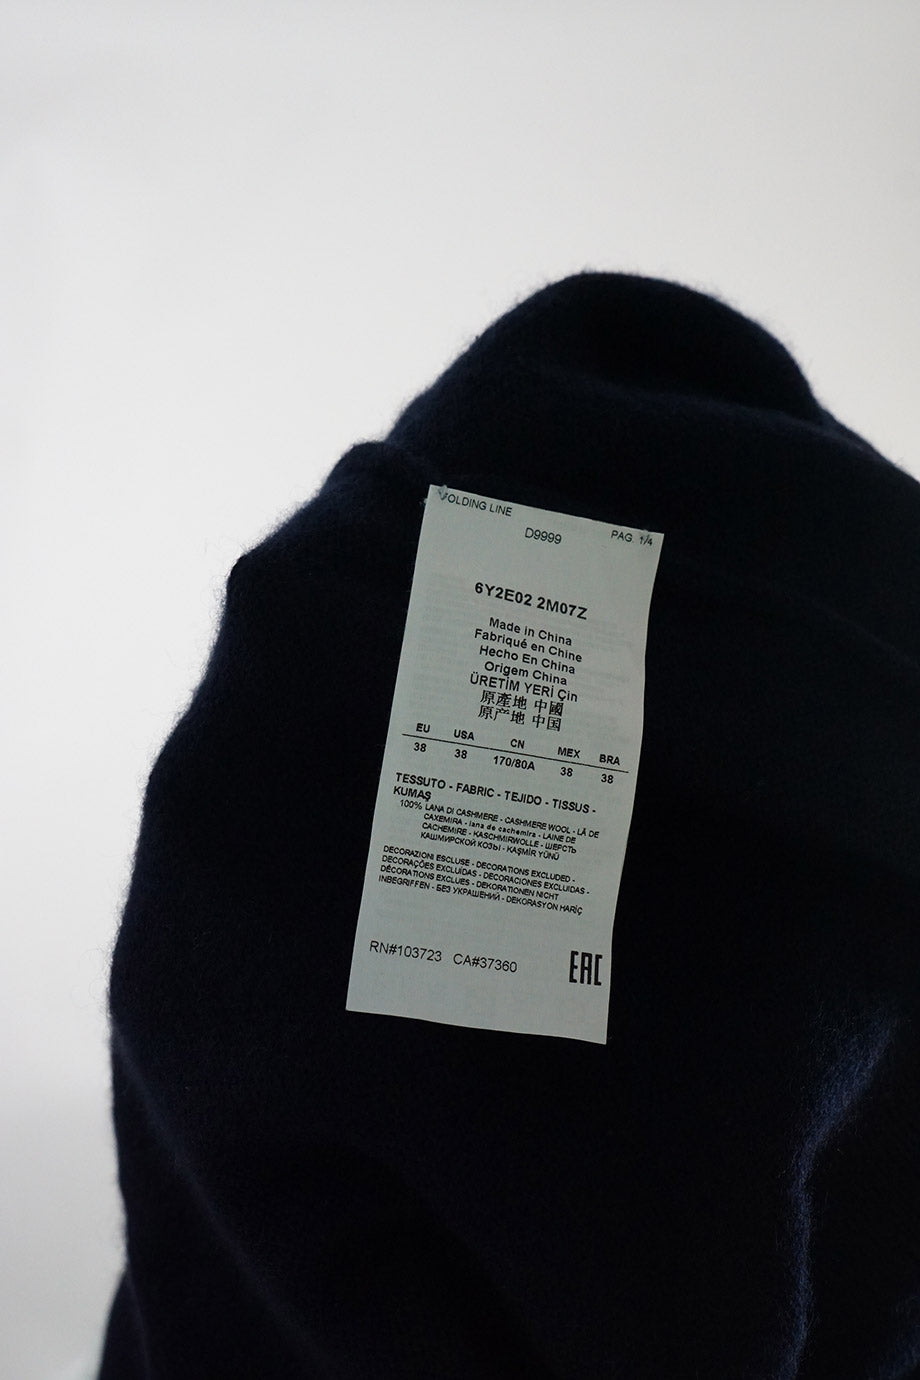 FOLDING LINE
D9999
PAG. 1/4
6Y2E02 2M07Z
Made in China
Fabriqué en Chine
Hecho En China
Origem China
ÜRETİM YERİ Çin
原產地 中國
原产地 中国
EU USA CN MEX BRA
38 38 170/80A 38 38
TESSUTO - FABRIC - TEJIDO - TISSUS -
KUMAŞ
100% LANA DI CASHMERE - CASHMERE WOOL - LÃ DE
CAXEMIRA - lana de cachemira - LAINE DE
CACHEMIRE - KASCHMIRWOLLE - ШЕРСТЬ
КАШМИРСКОЙ КОЗЫ - KAŞMİR YÜNÜ
DECORAZIONI ESCLUSE - DECORATIONS EXCLUDED -
DECORAÇÕES EXCLUÍDAS - DECORACIONES EXCLUIDAS -
DÉCORATIONS EXCLUES - DEKORATIONEN NICHT
INBEGRIFFEN - БЕЗ УКРАШЕНИЙ - DEKORASYON HARİÇ
RN#103723 CA#37360
EAC